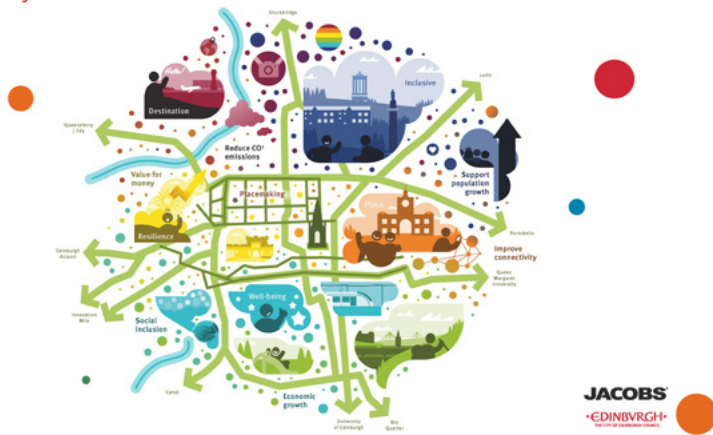 Stockbridge
Inclusive
Leith
Destination
Queensferry
/ Fife
Reduce CO²
emissions
Support
population
growth
Value for
money
Placemaking
Place
Resilience
Portobello
Improve
connectivity
Edinburgh
Airport
Queen
Margaret
University
Well-being
Innovation
Mile
Social
inclusion
Canal
Economic
growth
University
of Edinburgh
Bio
Quarter
JACOBS
•EDINBVRGH•
THE CITY OF EDINBURGH COUNCIL